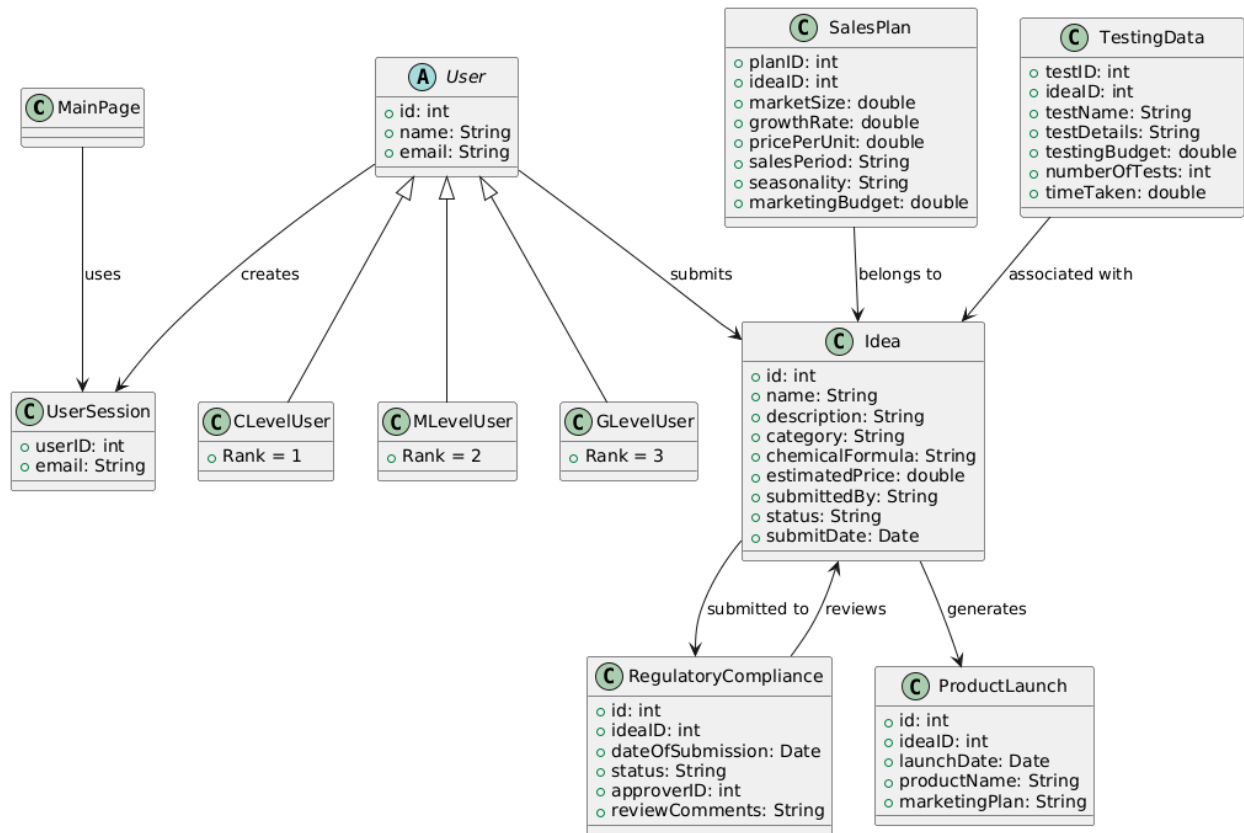 C MainPage
A User
id: int
name: String
email: String
C SalesPlan
planID: int
ideaID: int
marketSize: double
growthRate: double
pricePerUnit: double
salesPeriod: String
seasonality: String
marketingBudget: double
C TestingData
testID: int
ideaID: int
testName: String
testDetails: String
testingBudget: double
numberOfTests: int
timeTaken: double
uses
creates
submits
belongs to
associated with
C UserSession
userID: int
email: String
C CLevelUser
Rank = 1
C MLevelUser
Rank = 2
C GLevelUser
Rank = 3
C Idea
id: int
name: String
description: String
category: String
chemicalFormula: String
estimatedPrice: double
submittedBy: String
status: String
submitDate: Date
submitted to
reviews
generates
C RegulatoryCompliance
id: int
ideaID: int
dateOfSubmission: Date
status: String
approverID: int
reviewComments: String
C ProductLaunch
id: int
ideaID: int
launchDate: Date
productName: String
marketingPlan: String